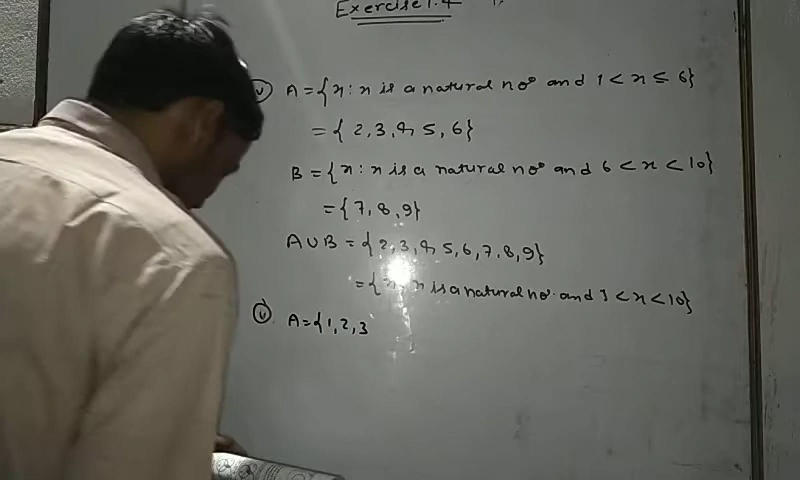 Exercise 1.4
A = {x : x is a natural no and 1 < x ≤ 6}
= { 2, 3, 4, 5, 6}
B = {x : x is a natural no and 6 < x < 10}
= {7, 8, 9}
A ∪ B = { 2, 3, 4, 5, 6, 7, 8, 9}
= { x is a natural no. and 1 < x < 10}
(v) A = {1, 2, 3